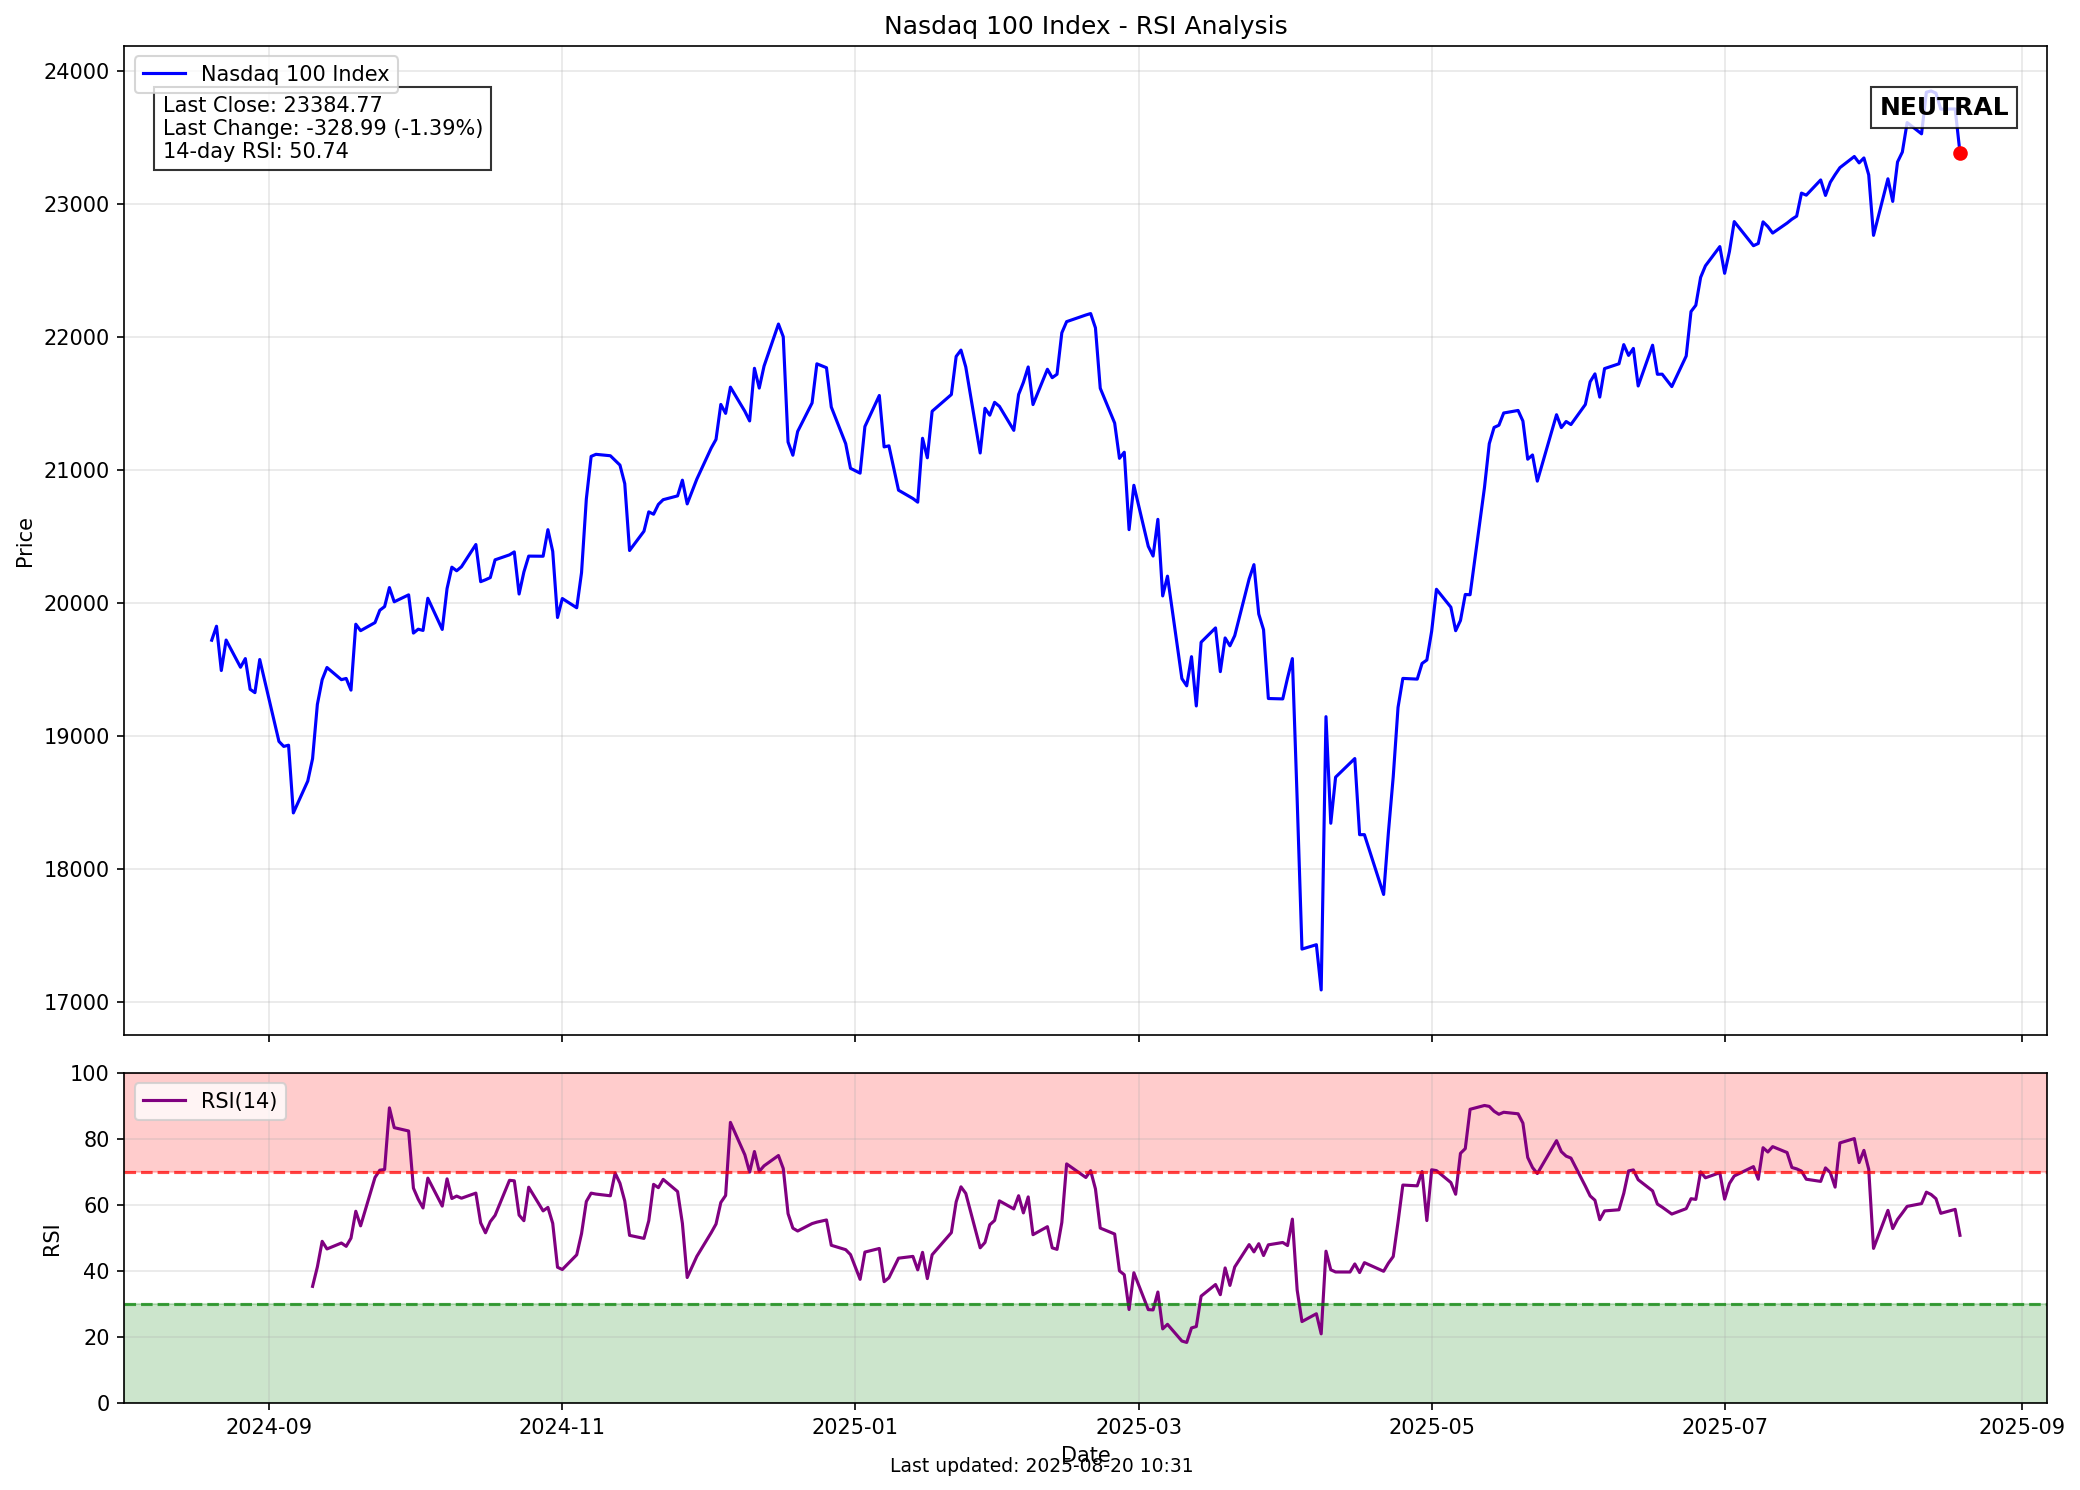 Nasdaq 100 Index - RSI Analysis
Nasdaq 100 Index
Last Close: 23384.77
Last Change: -328.99 (-1.39%)
14-day RSI: 50.74
NEUTRAL
Price
24000
23000
22000
21000
20000
19000
18000
17000
RSI(14)
RSI
100
80
60
40
20
0
2024-09
2024-11
2025-01
2025-03
2025-05
2025-07
2025-09
Date
Last updated: 2025-08-20 10:31